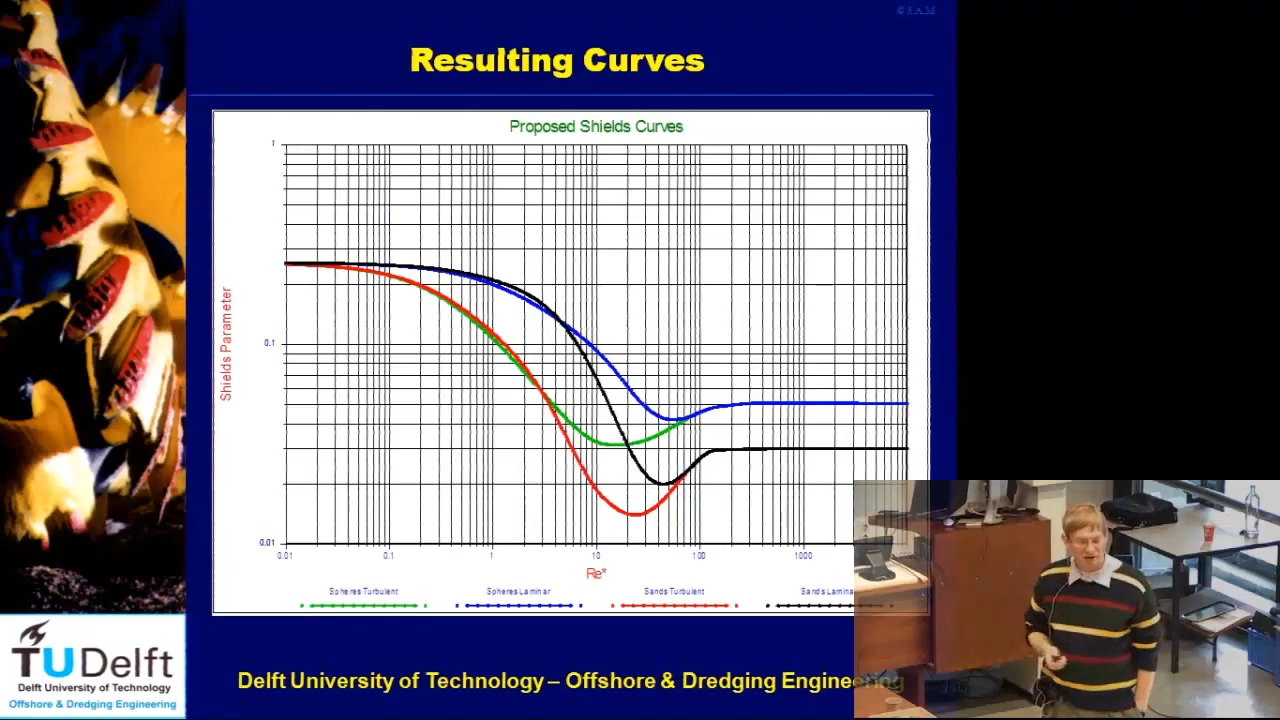 © S.A.M
Resulting Curves
Proposed Shields Curves
1
Shields Parameter
0.1
0.01
0.01 0.1 1 10 100 1000
Re*
Spheres Turbulent Spheres Laminar Sands Turbulent Sands Lamina
TUDelft
Delft University of Technology
Offshore & Dredging Engineering
Delft University of Technology – Offshore & Dredging Engineering